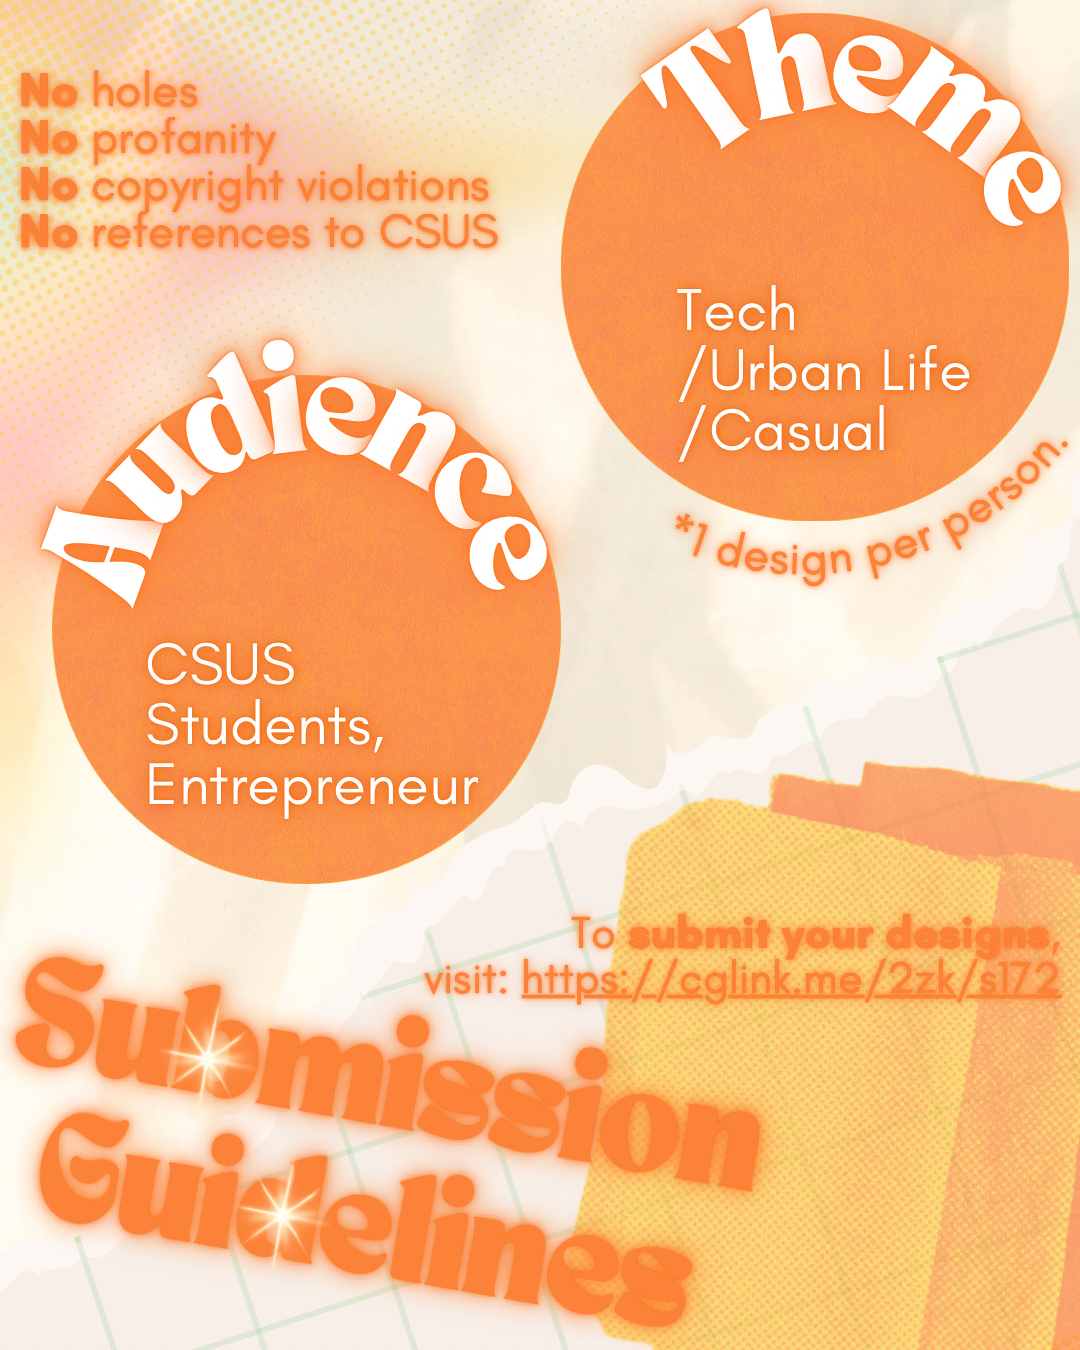 No holes
No profanity
No copyright violations
No references to CSUS
Theme
Tech
/Urban Life
/Casual
*1 design per person.
Audience
CSUS
Students,
Entrepreneur
To submit your designs,
visit: https://cglink.me/2zk/s172
Submission
Guidelines